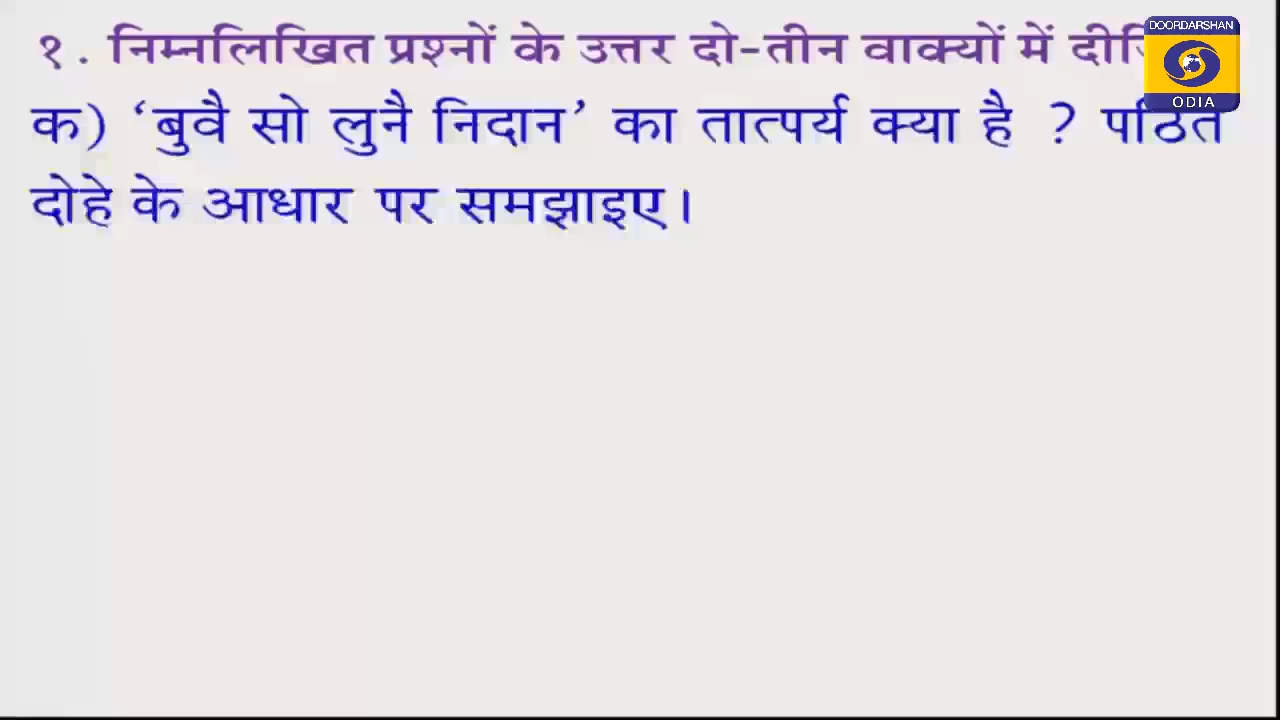 १. निम्नलिखित प्रश्नों के उत्तर दो-तीन वाक्यों में
DOORDARSHAN
ODIA
क) ‘बुवै सो लुनै निदान’ का तात्पर्य क्या है ? पठित
दोहे के आधार पर समझाइए।